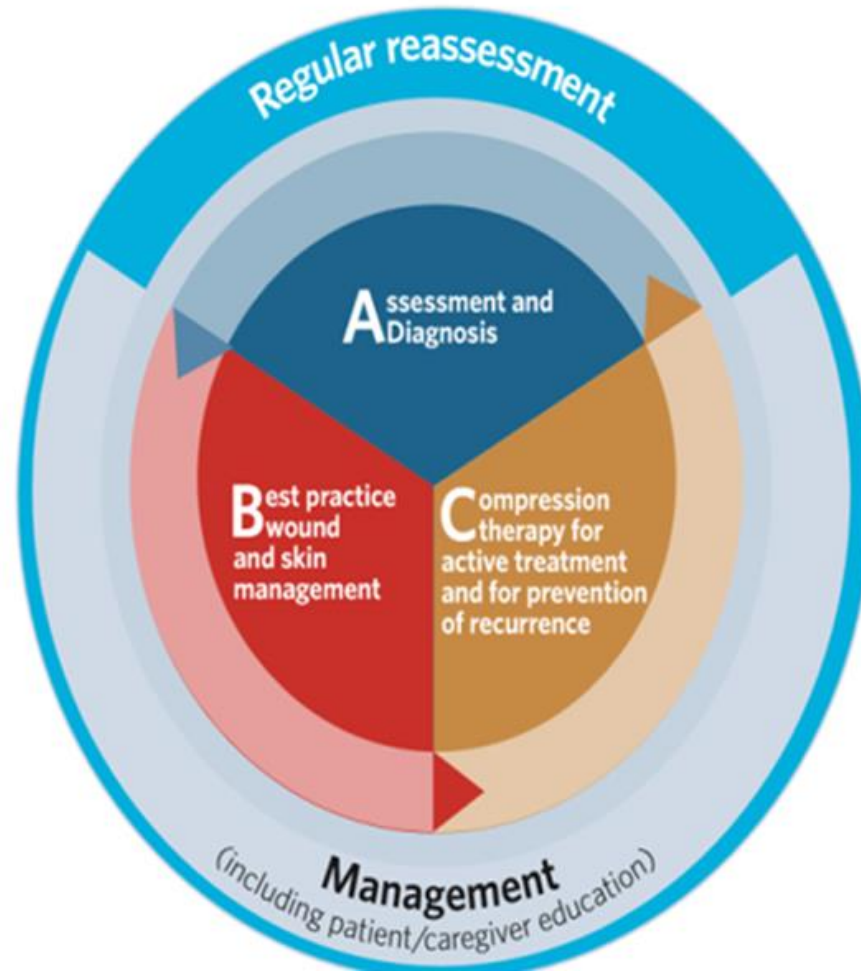 Regular reassessment
Assessment and
Diagnosis
Best practice
wound
and skin
management
Compression
therapy for
active treatment
and for prevention
of recurrence
Management
(including patient/caregiver education)